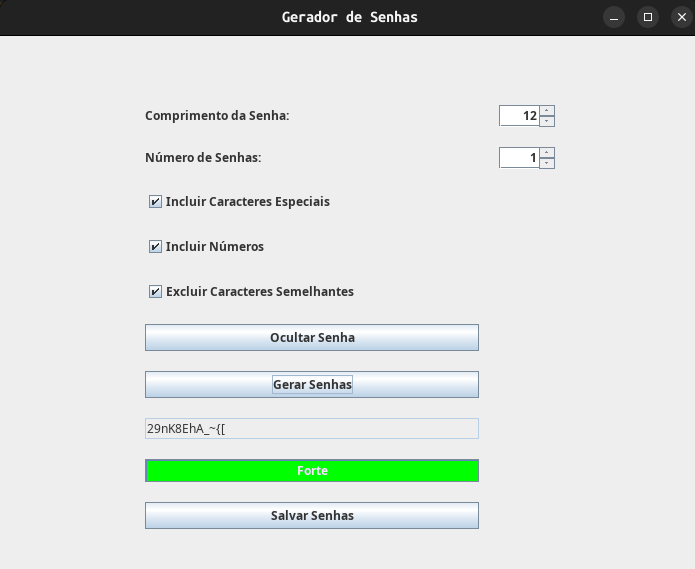 Gerador de Senhas
Comprimento da Senha: 12
Número de Senhas: 1
Incluir Caracteres Especiais
Incluir Números
Excluir Caracteres Semelhantes
Ocultar Senha
Gerar Senhas
29nK8EhA_~{[
Forte
Salvar Senhas